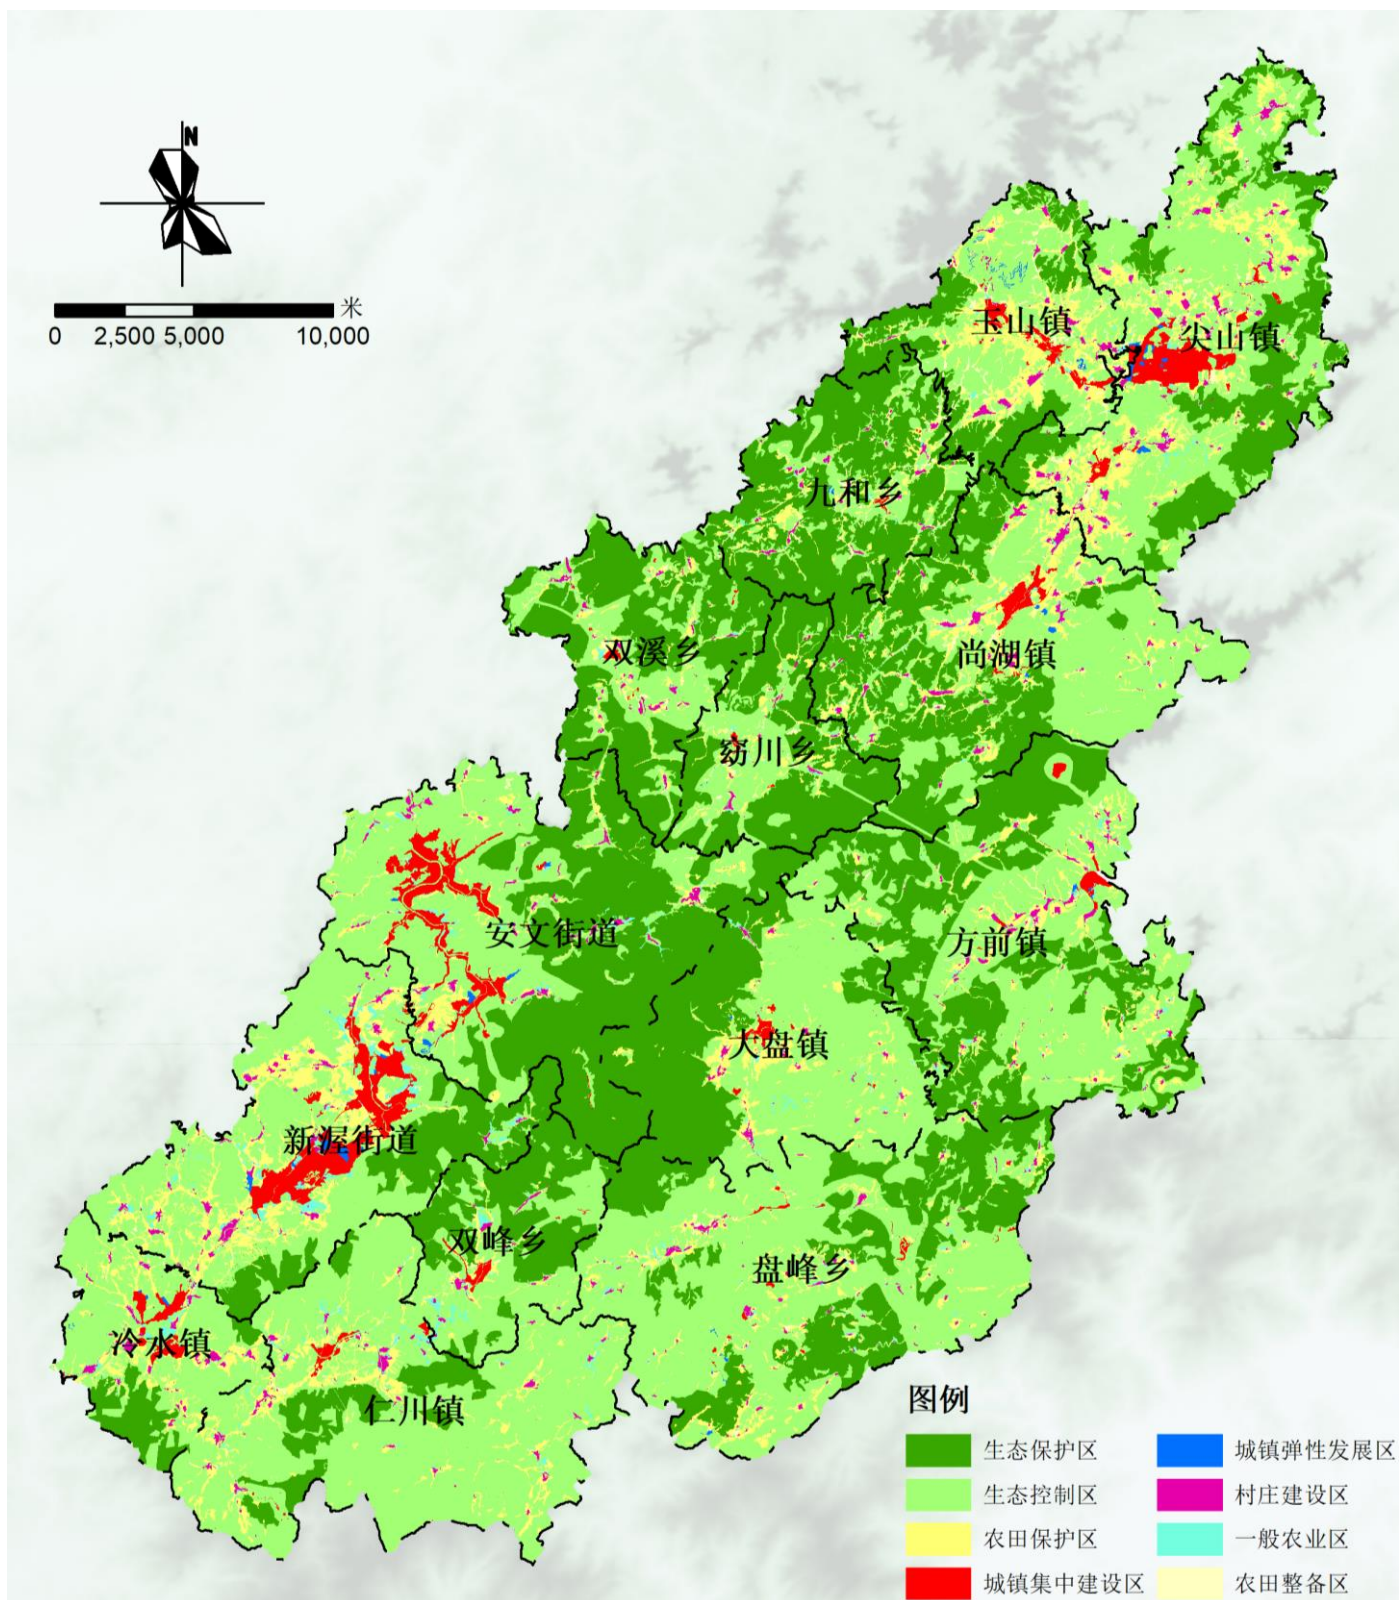 N
米
0 2,500 5,000 10,000
玉山镇
尖山镇
九和乡
双溪乡
尚湖镇
窈川乡
安文街道
方前镇
大盘镇
新渥街道
双峰乡
盘峰乡
冷水镇
仁川镇
图例
生态保护区
城镇弹性发展区
生态控制区
村庄建设区
农田保护区
一般农业区
城镇集中建设区
农田整备区